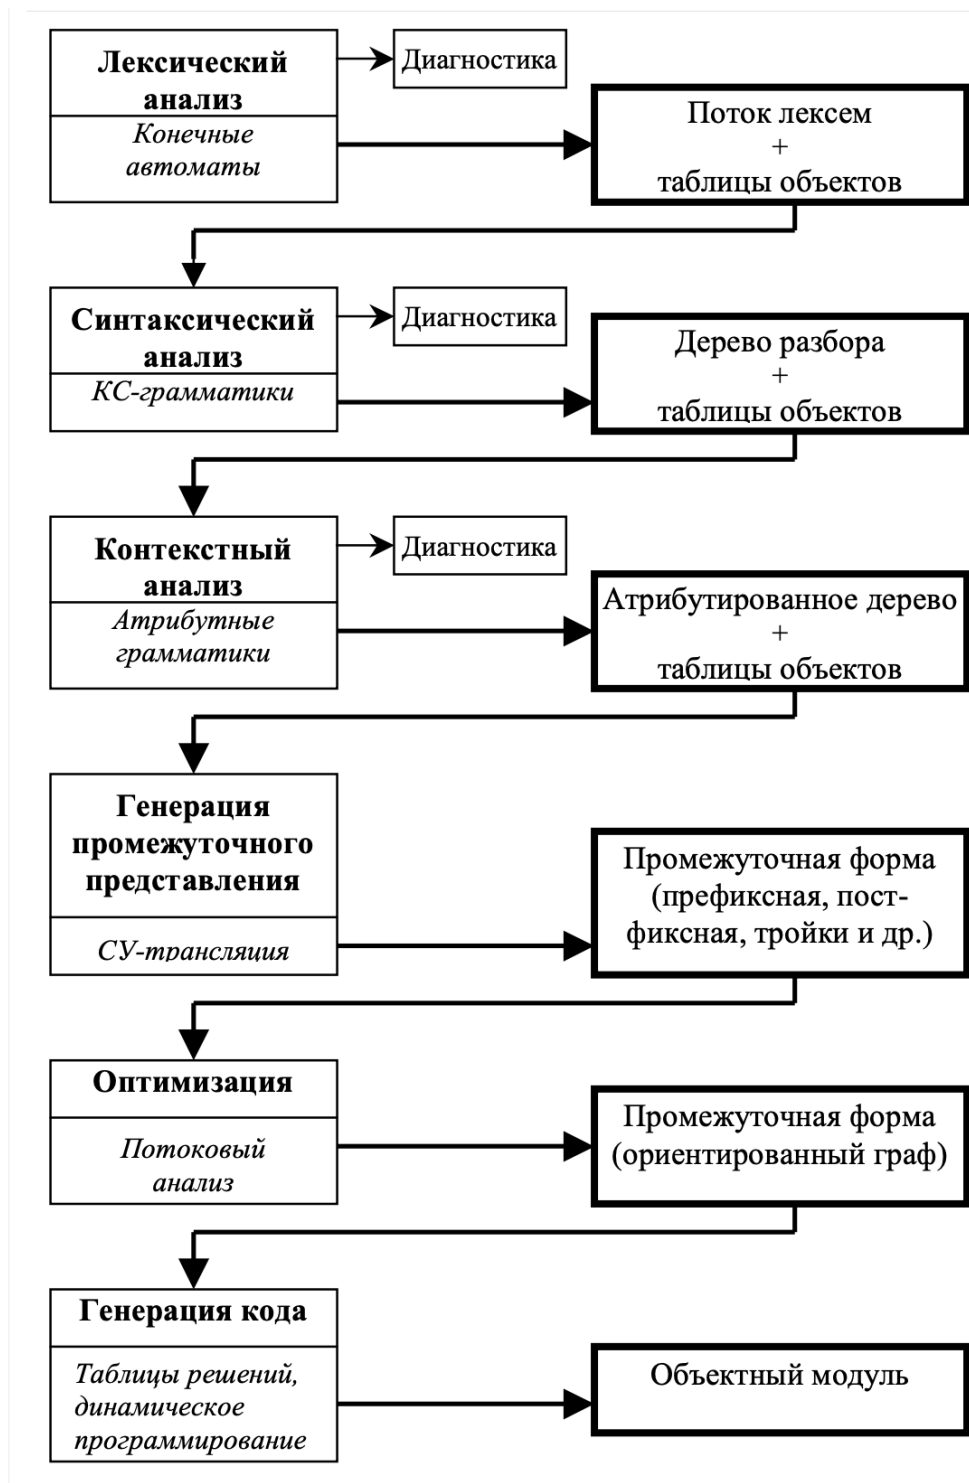 Лексический
анализ
Конечные
автоматы
Диагностика
Поток лексем
+
таблицы объектов
Синтаксический
анализ
КС-грамматики
Диагностика
Дерево разбора
+
таблицы объектов
Контекстный
анализ
Атрибутные
грамматики
Диагностика
Атрибутированное дерево
+
таблицы объектов
Генерация
промежуточного
представления
СУ-трансляция
Промежуточная форма
(префиксная, пост-
фиксная, тройки и др.)
Оптимизация
Потоковый
анализ
Промежуточная форма
(ориентированный граф)
Генерация кода
Таблицы решений,
динамическое
программирование
Объектный модуль